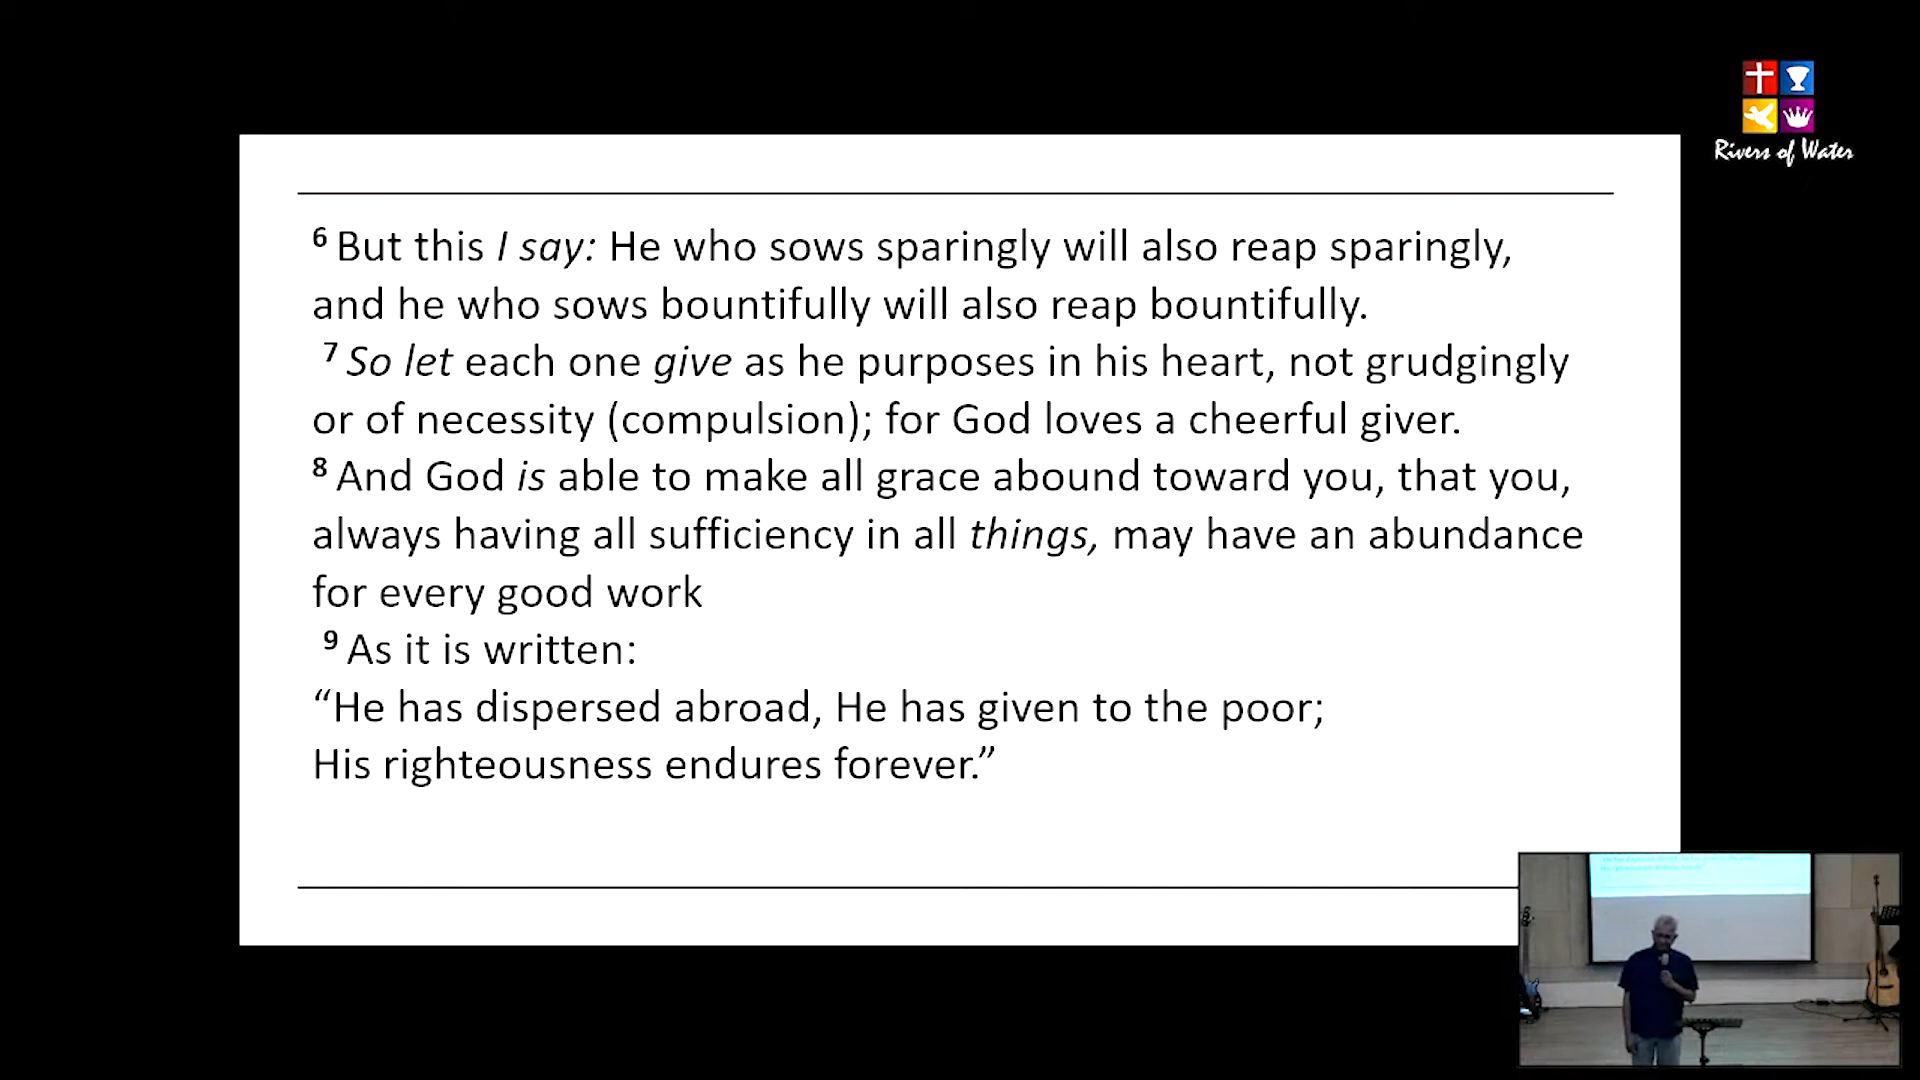 Rivers of Water
6 But this I say: He who sows sparingly will also reap sparingly,
and he who sows bountifully will also reap bountifully.
7 So let each one give as he purposes in his heart, not grudgingly
or of necessity (compulsion); for God loves a cheerful giver.
8 And God is able to make all grace abound toward you, that you,
always having all sufficiency in all things, may have an abundance
for every good work
9 As it is written:
“He has dispersed abroad, He has given to the poor;
His righteousness endures forever.”